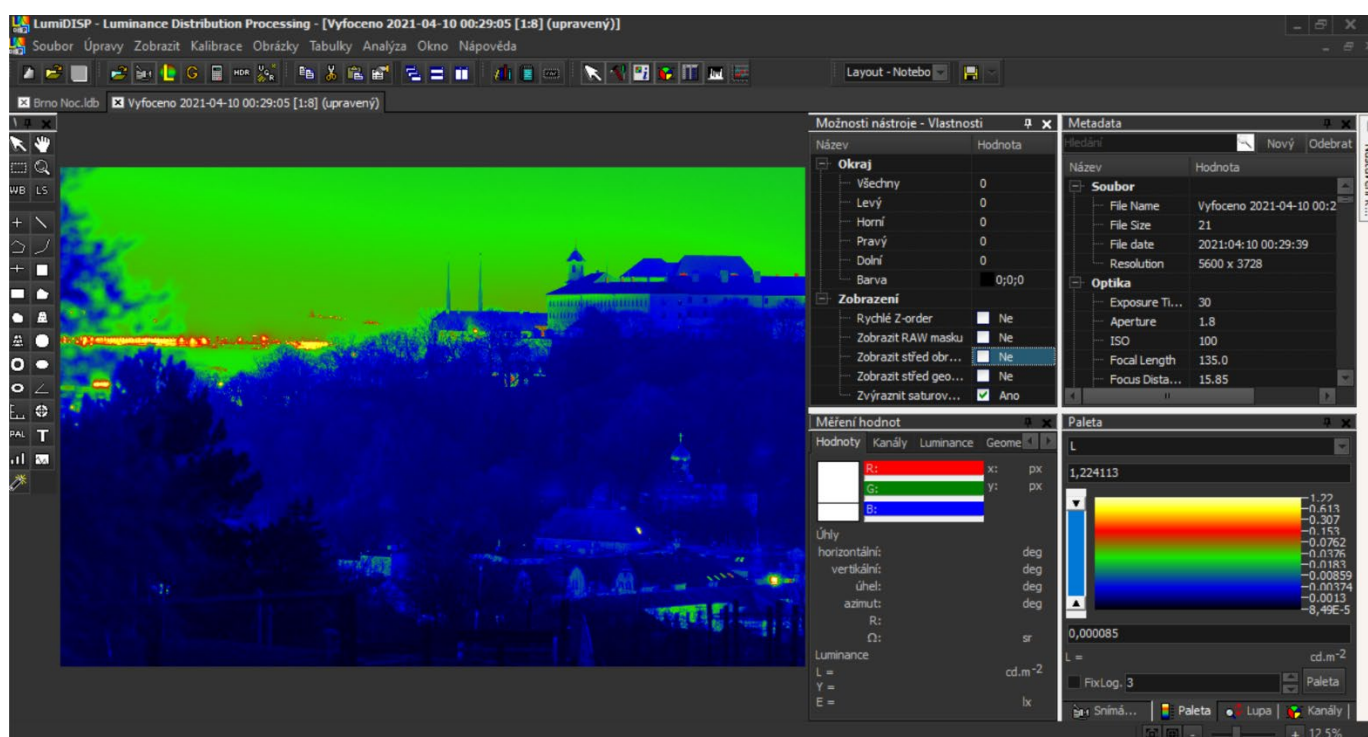 LumiDISP - Luminance Distribution Processing - [Vyfoceno 2021-04-10 00:29:05 [1:8] (upravený)]
Soubor Úpravy Zobrazit Kalibrace Obrázky Tabulky Analýza Okno Nápověda
G HDR UGR Layout - Notebo
Brno Noc.ldb Vyfoceno 2021-04-10 00:29:05 [1:8] (upravený)
WB LS
PAL T
Možnosti nástroje - Vlastnosti
Název Hodnota
Okraj
Všechny 0
Levý 0
Horní 0
Pravý 0
Dolní 0
Barva 0;0;0
Zobrazení
Rychlé Z-order Ne
Zobrazit RAW masku Ne
Zobrazit střed obr... Ne
Zobrazit střed geo... Ne
Zvýraznit saturov... Ano
Metadata
Hledání Nový Odebrat
Název Hodnota
Soubor
File Name Vyfoceno 2021-04-10 00:2
File Size 21
File date 2021:04:10 00:29:39
Resolution 5600 x 3728
Optika
Exposure Ti... 30
Aperture 1.8
ISO 100
Focal Length 135.0
Focus Dista... 15.85
Měření hodnot
Hodnoty Kanály Luminance Geome
R: x: px
G: y: px
B:
Úhly
horizontální: deg
vertikální: deg
úhel: deg
azimut: deg
R:
Ω: sr
Luminance
L = cd.m-2
Y =
E = lx
Paleta
L
1,224113
1.22
0.613
0.307
0.153
0.0762
0.0376
0.0183
0.00859
0.00374
0.0013
8,49E-5
0,000085
L = cd.m-2
FixLog. 3 Paleta
Snímá... Paleta Lupa Kanály
- + 12.5%